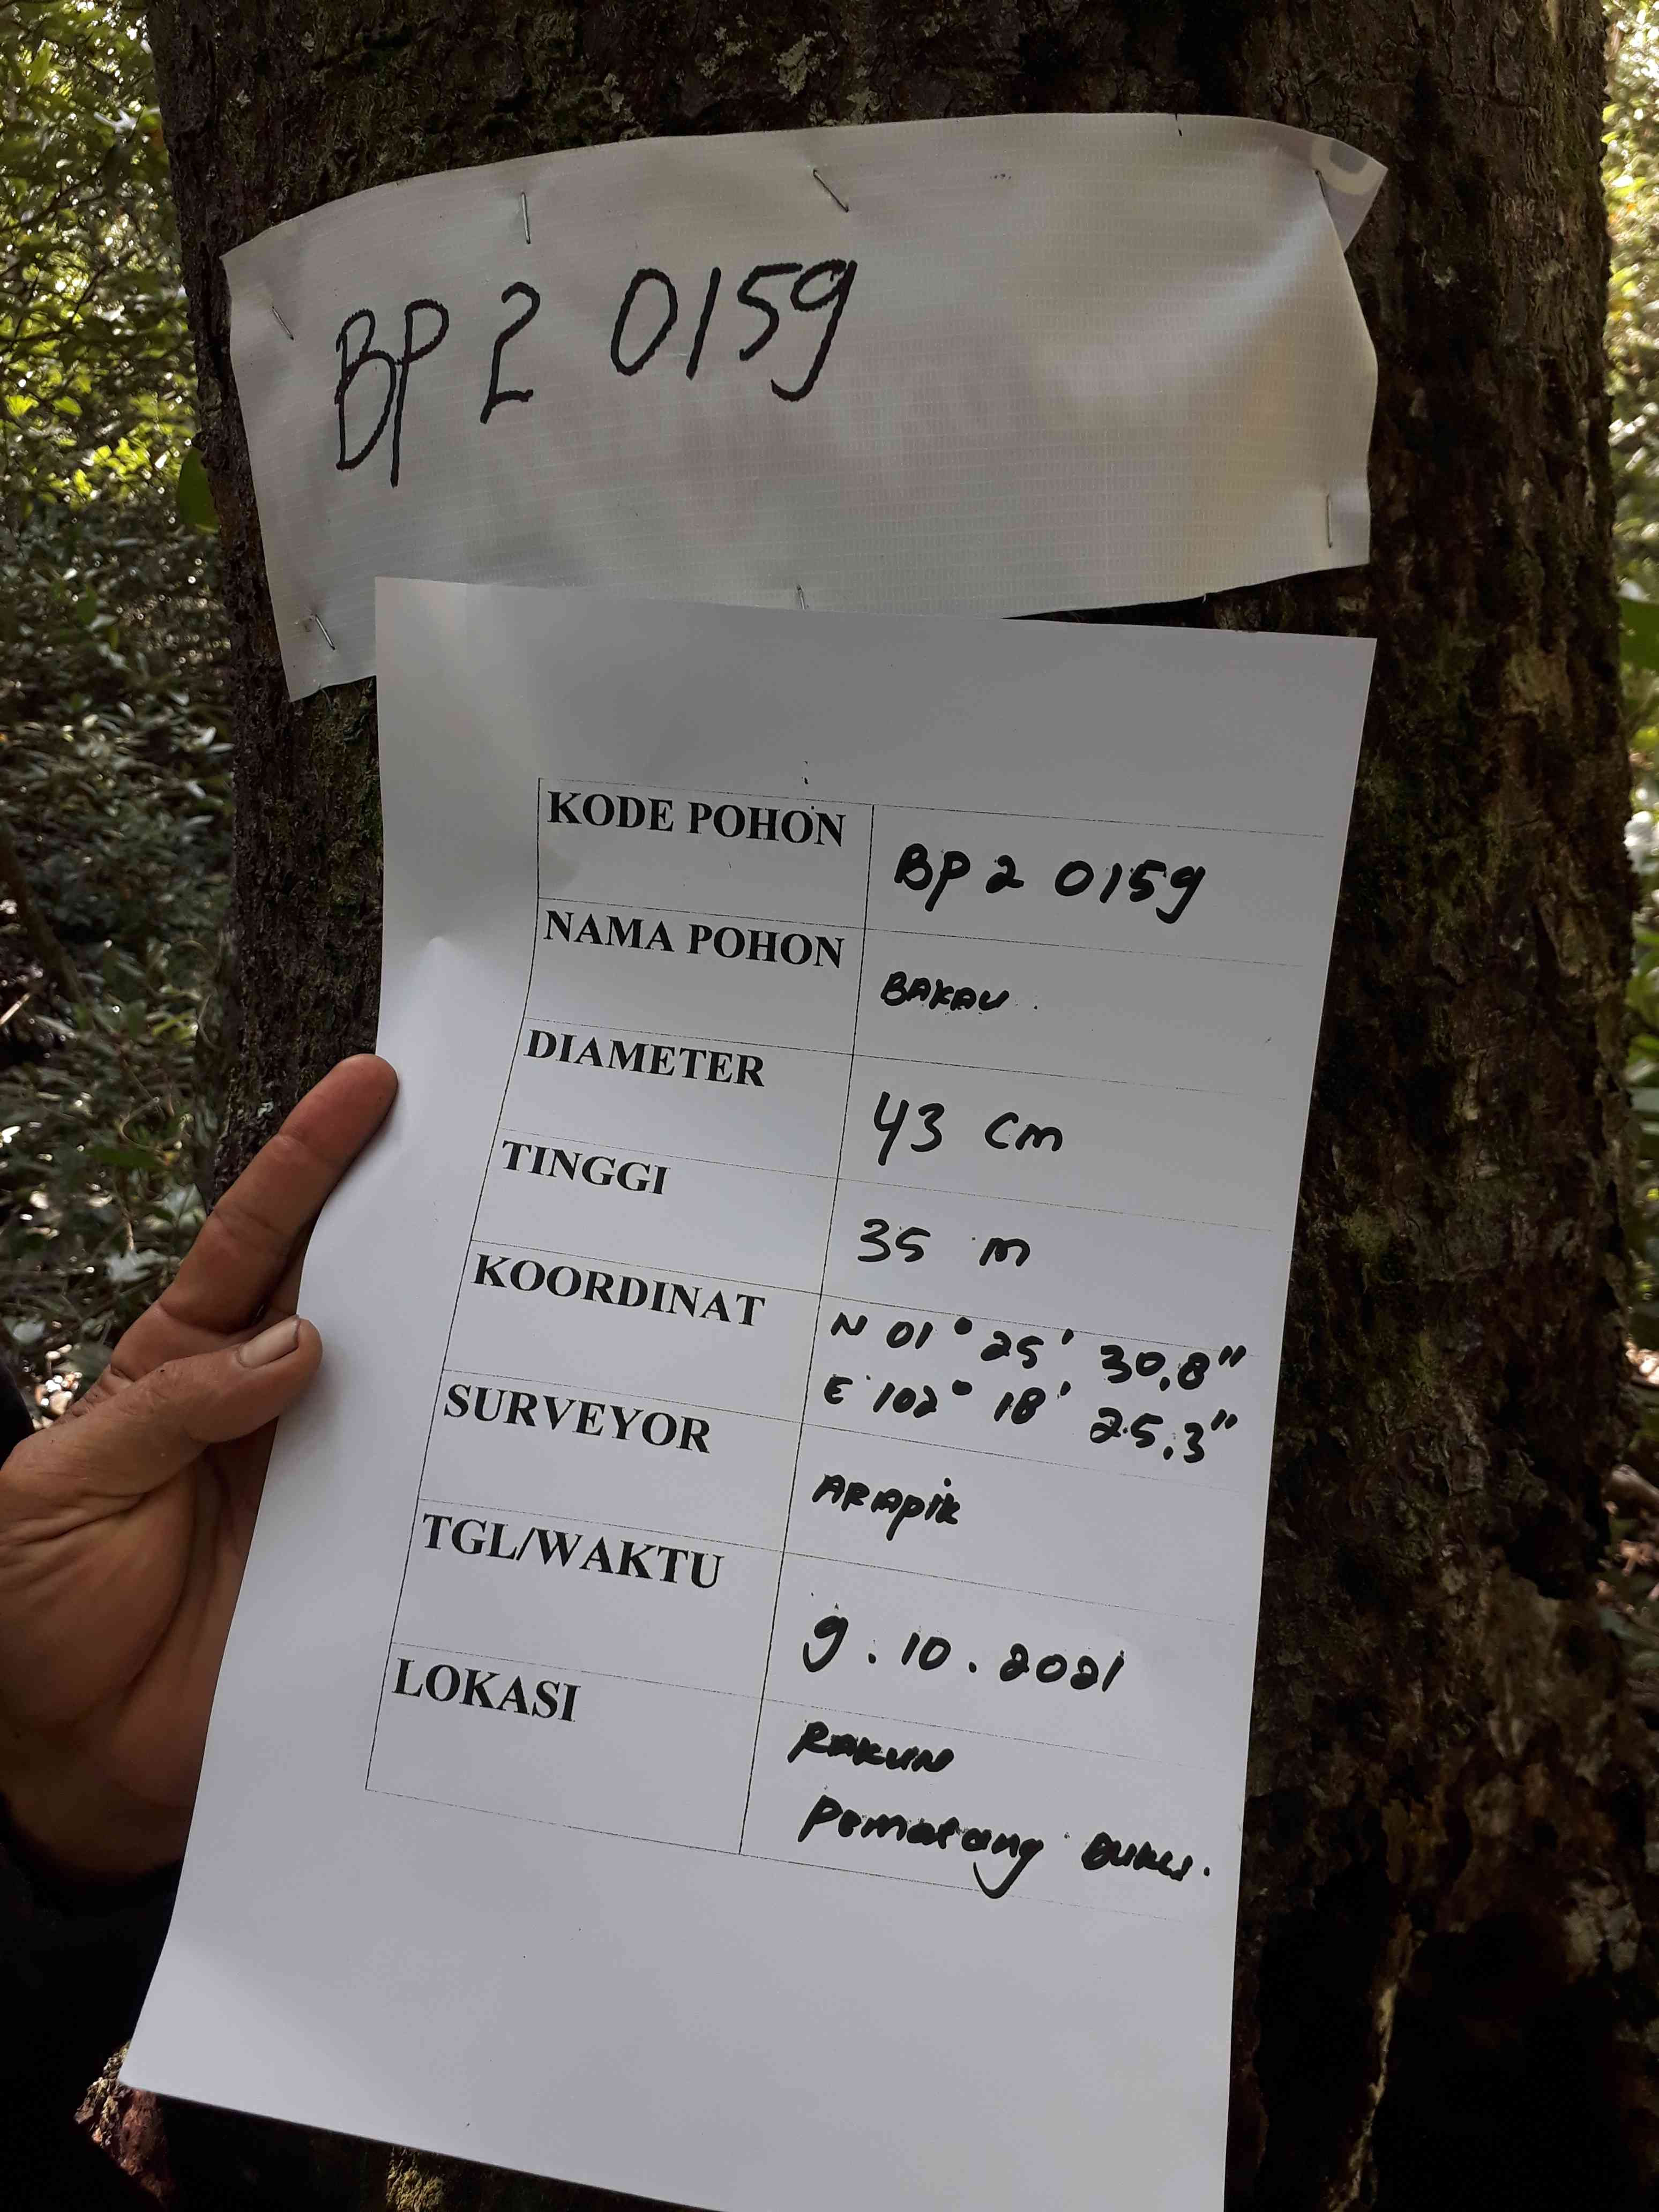 BP 2 0159
KODE POHON BP 2 0159
NAMA POHON BAKAU.
DIAMETER 43 cm
TINGGI 35 m
KOORDINAT N 01° 25' 30,8"
E 102° 18' 25,3"
SURVEYOR ARAPIK
TGL/WAKTU 9.10.2021
LOKASI RAKUN
Pematang